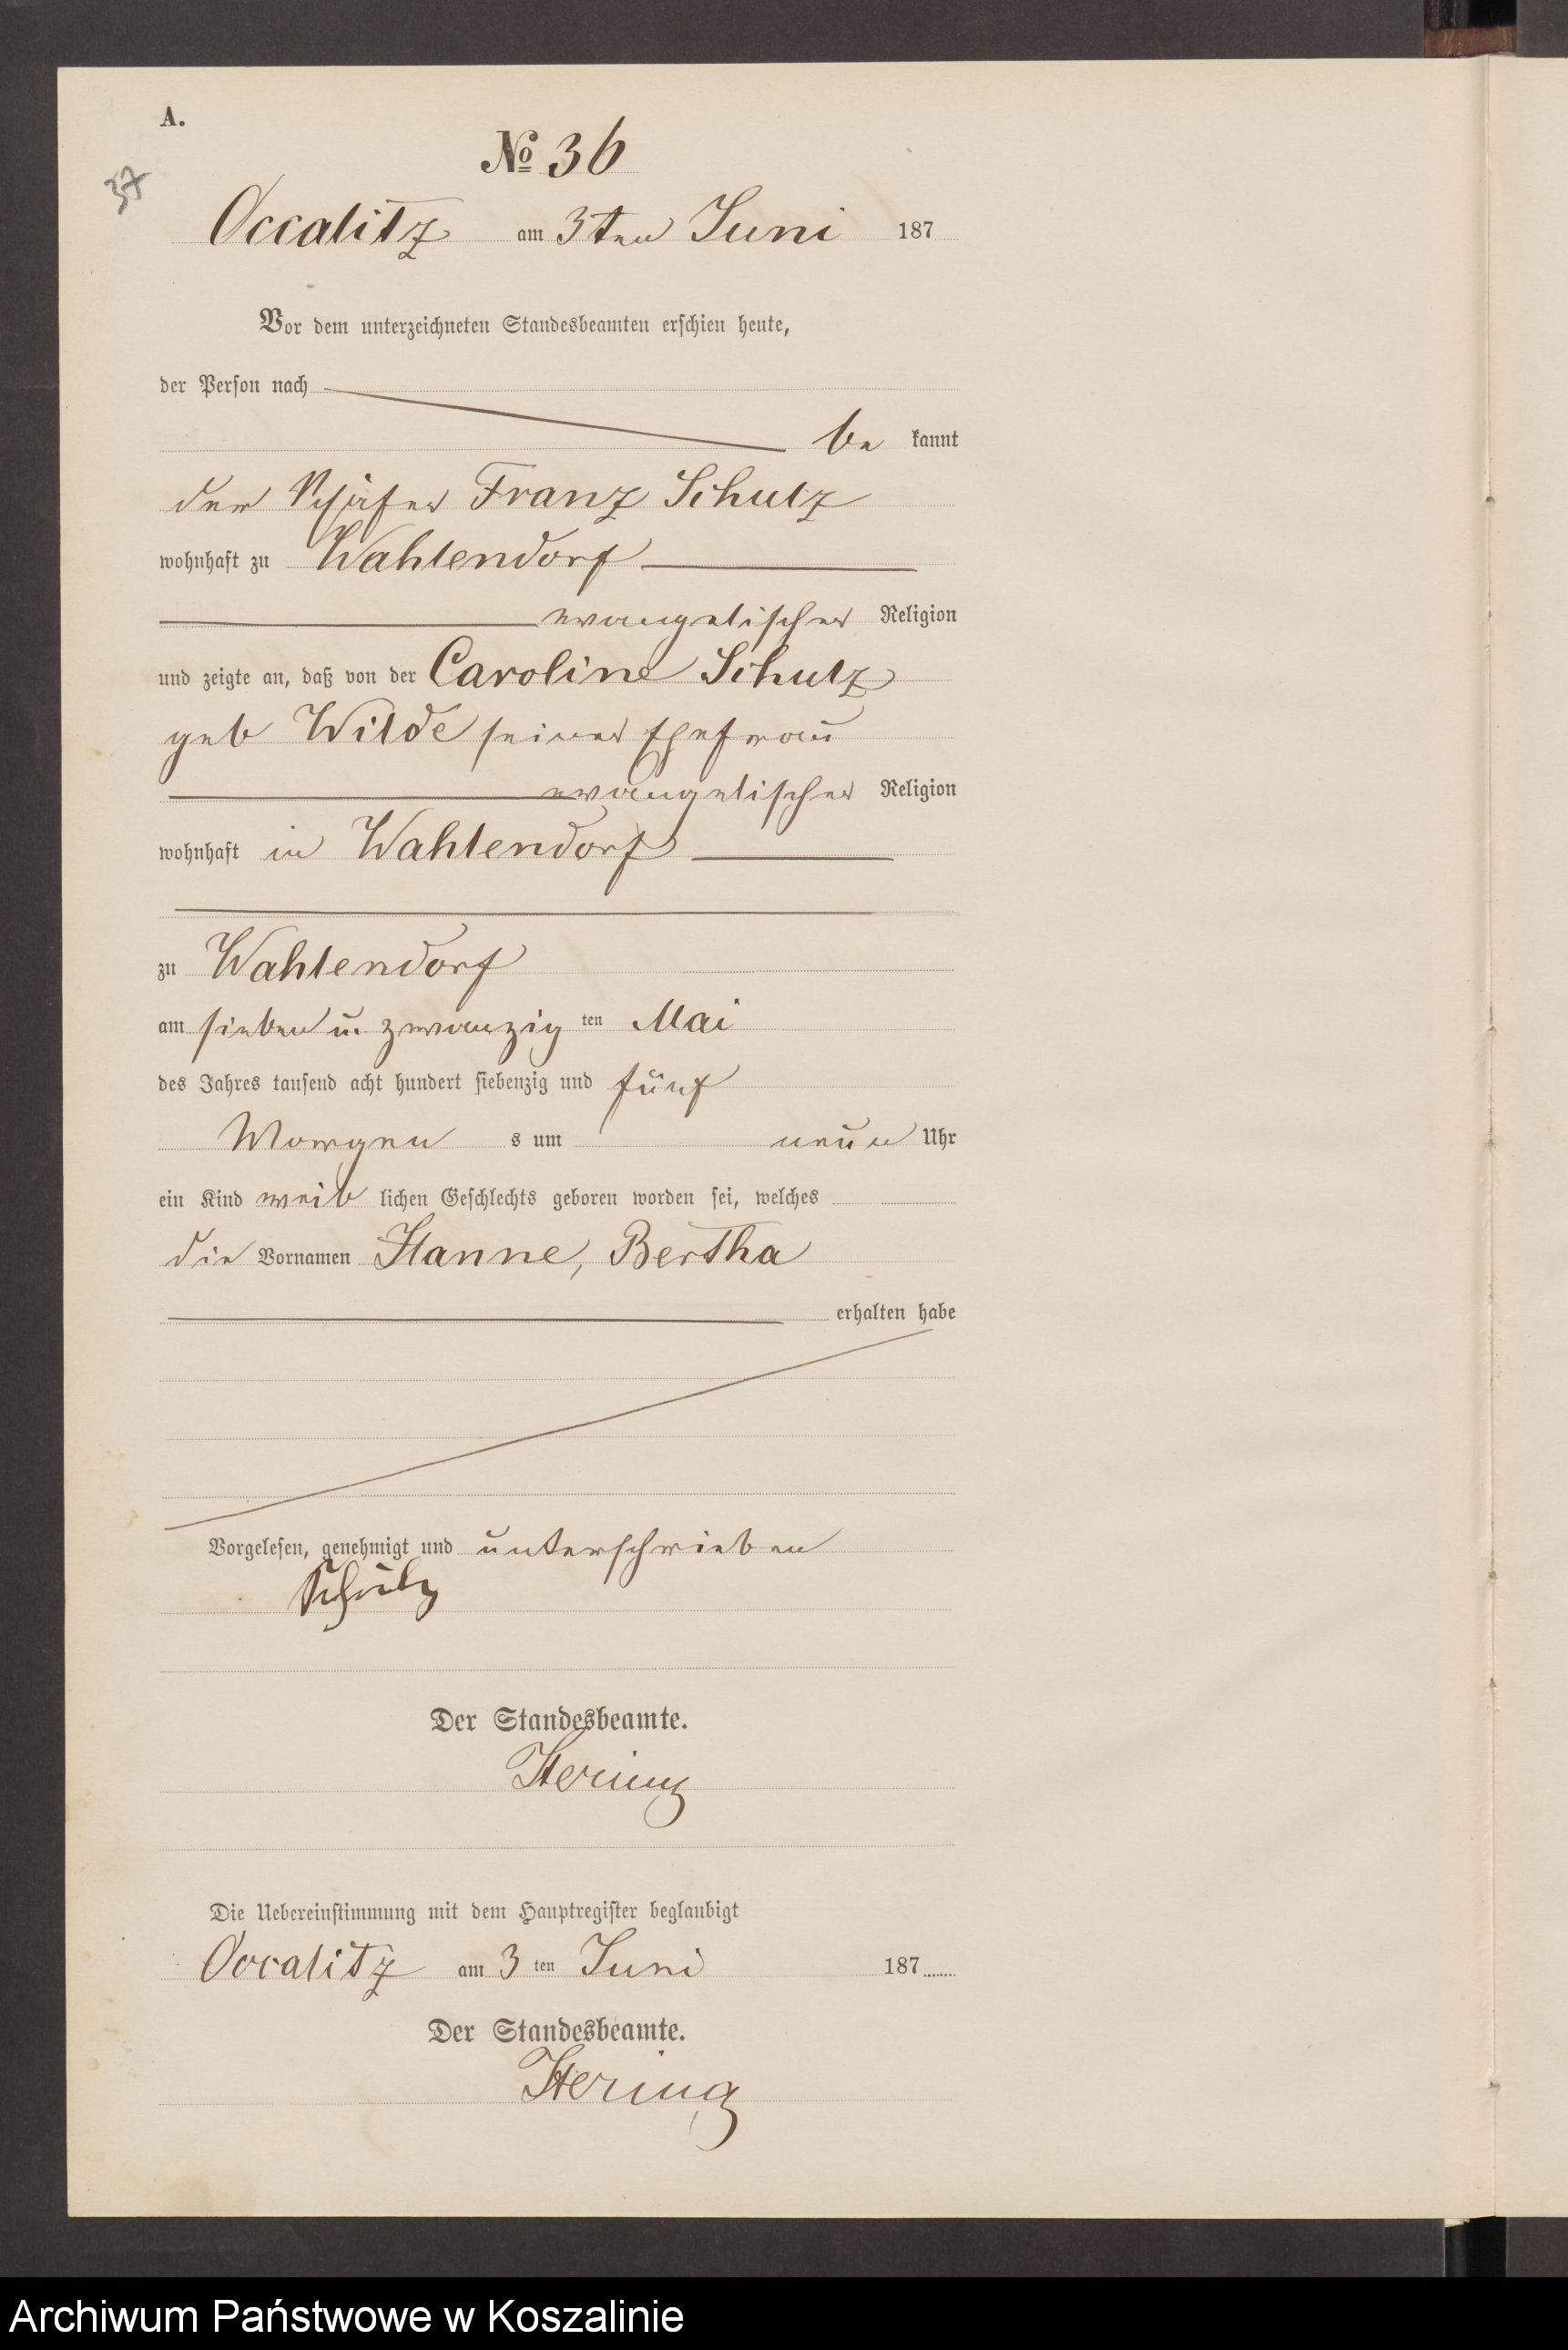 A.
37
№ 36
Occalitz am 3ten Juni 187
Vor dem unterzeichneten Standesbeamten erschien heute,
der Person nach
be kannt
der Schäfer Franz Schulz
wohnhaft zu Wahlendorf
evangelischer Religion
und zeigte an, daß von der Caroline Schulz
geb Wilde seiner Ehefrau
evangelischer Religion
wohnhaft in Wahlendorf
zu Wahlendorf
am sieben u. zwanzig ten Mai
des Jahres tausend acht hundert siebenzig und fünf
Morgen s um neun Uhr
ein Kind weib lichen Geschlechts geboren worden sei, welches
die Vornamen Hanne, Bertha
erhalten habe
Vorgelesen, genehmigt und unterschrieben
Schulz
Der Standesbeamte.
Hering
Die Uebereinstimmung mit dem Hauptregister beglaubigt
Occalitz am 3 ten Juni 187
Der Standesbeamte.
Hering
Archiwum Państwowe w Koszalinie